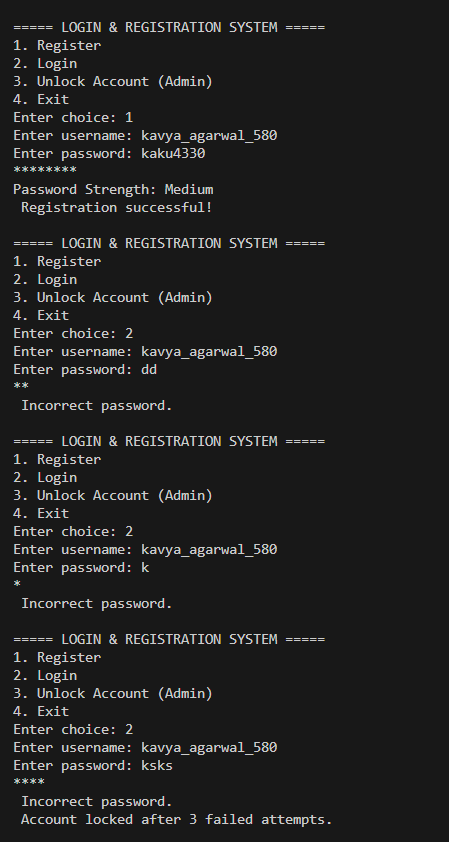 ===== LOGIN & REGISTRATION SYSTEM =====
1. Register
2. Login
3. Unlock Account (Admin)
4. Exit
Enter choice: 1
Enter username: kavya_agarwal_580
Enter password: kaku4330
********
Password Strength: Medium
 Registration successful!

===== LOGIN & REGISTRATION SYSTEM =====
1. Register
2. Login
3. Unlock Account (Admin)
4. Exit
Enter choice: 2
Enter username: kavya_agarwal_580
Enter password: dd
**
 Incorrect password.

===== LOGIN & REGISTRATION SYSTEM =====
1. Register
2. Login
3. Unlock Account (Admin)
4. Exit
Enter choice: 2
Enter username: kavya_agarwal_580
Enter password: k
*
 Incorrect password.

===== LOGIN & REGISTRATION SYSTEM =====
1. Register
2. Login
3. Unlock Account (Admin)
4. Exit
Enter choice: 2
Enter username: kavya_agarwal_580
Enter password: ksks
****
 Incorrect password.
 Account locked after 3 failed attempts.